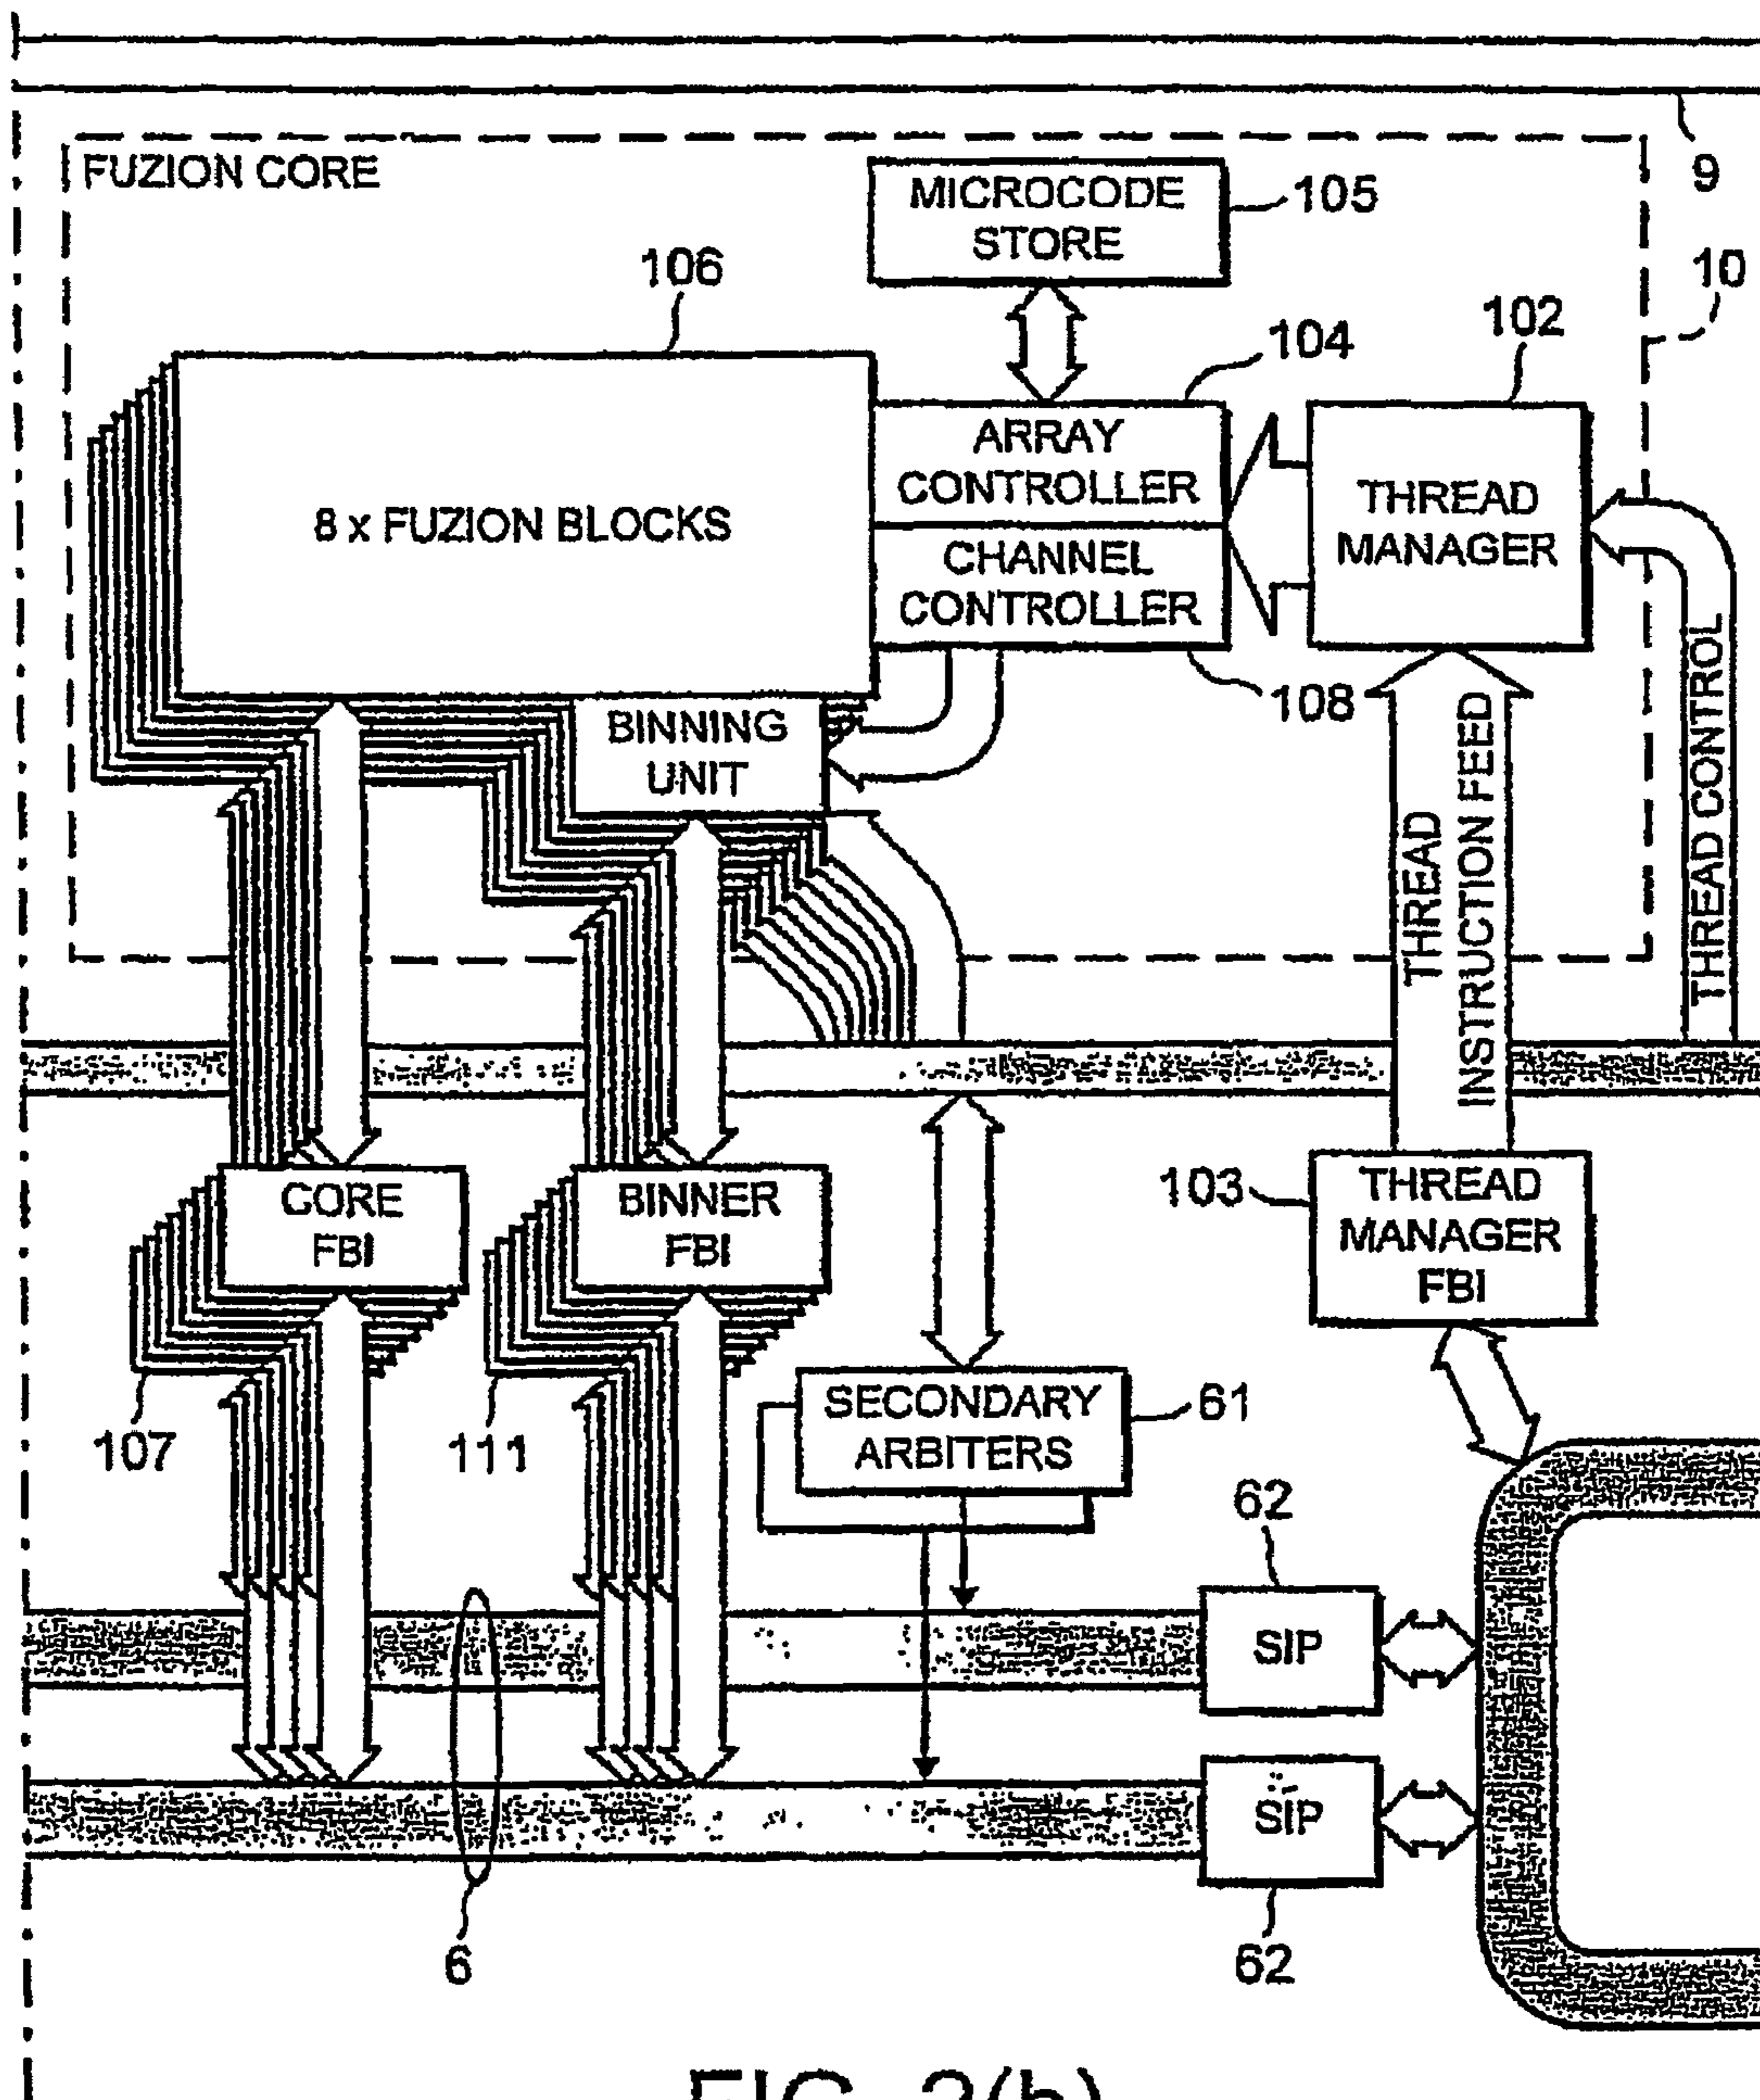 9
FUZION CORE
MICROCODE
STORE
105
10
106
104
102
ARRAY
CONTROLLER
8 x FUZION BLOCKS
THREAD
MANAGER
CHANNEL
CONTROLLER
108
BINNING
UNIT
THREAD
INSTRUCTION FEED
THREAD CONTROL
CORE
FBI
BINNER
FBI
103
THREAD
MANAGER
FBI
107
111
SECONDARY
ARBITERS
61
62
SIP
SIP
6
62
FIG. 2(b)